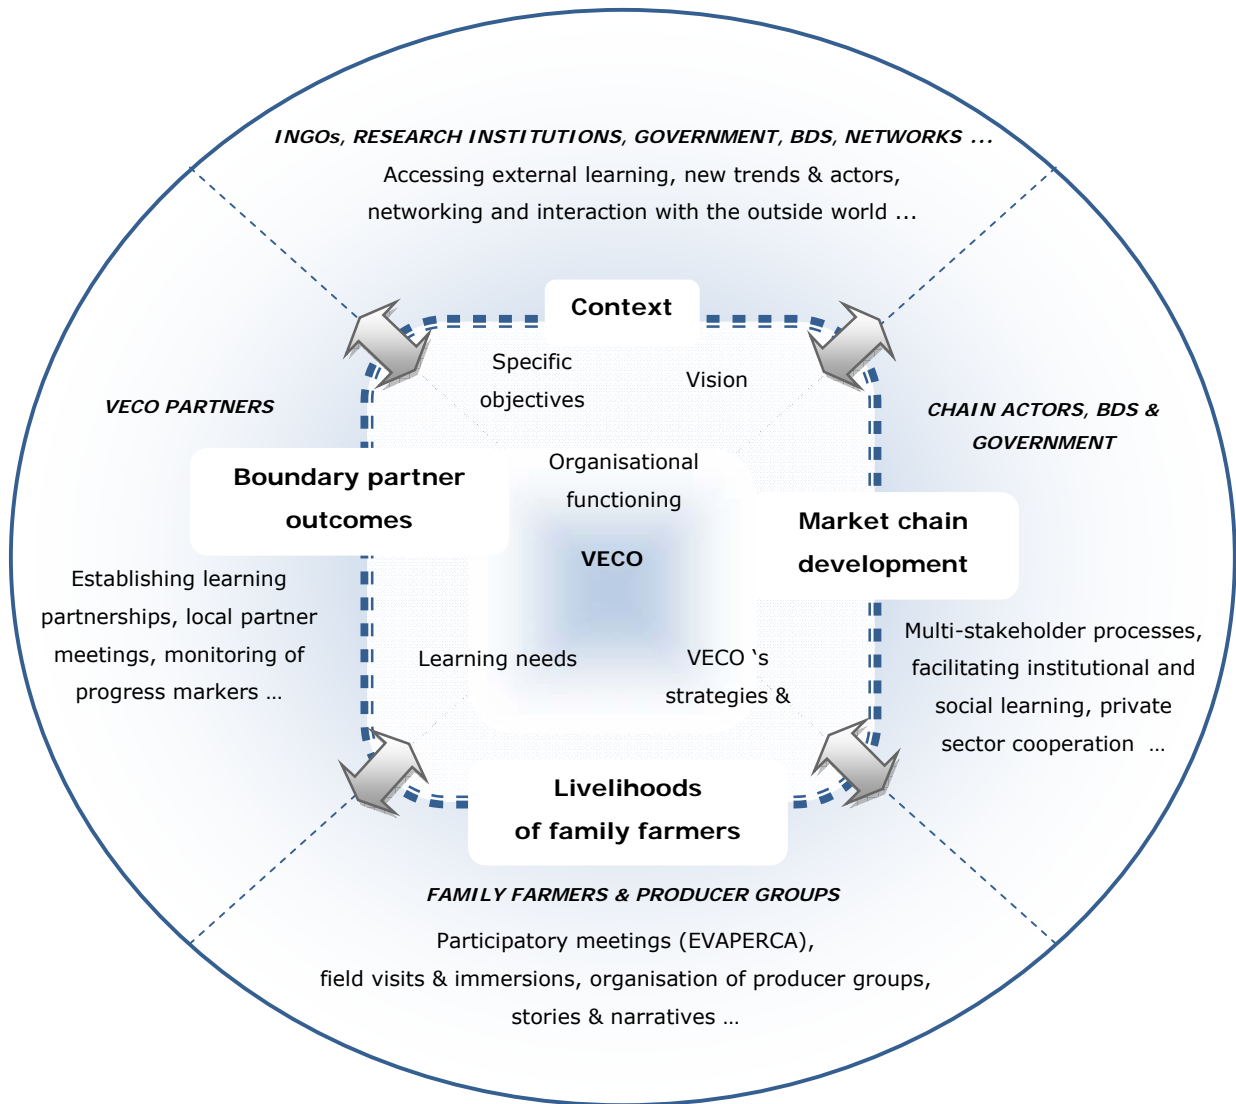 INGOs, RESEARCH INSTITUTIONS, GOVERNMENT, BDS, NETWORKS ...
Accessing external learning, new trends & actors,
networking and interaction with the outside world ...
Context
Specific
objectives
Vision
VECO PARTNERS
CHAIN ACTORS, BDS &
GOVERNMENT
Boundary partner
outcomes
Organisational
functioning
VECO
Market chain
development
Establishing learning
partnerships, local partner
meetings, monitoring of
progress markers ...
Learning needs
VECO ‘s
strategies &
Multi-stakeholder processes,
facilitating institutional and
social learning, private
sector cooperation ...
Livelihoods
of family farmers
FAMILY FARMERS & PRODUCER GROUPS
Participatory meetings (EVAPERCA),
field visits & immersions, organisation of producer groups,
stories & narratives ...